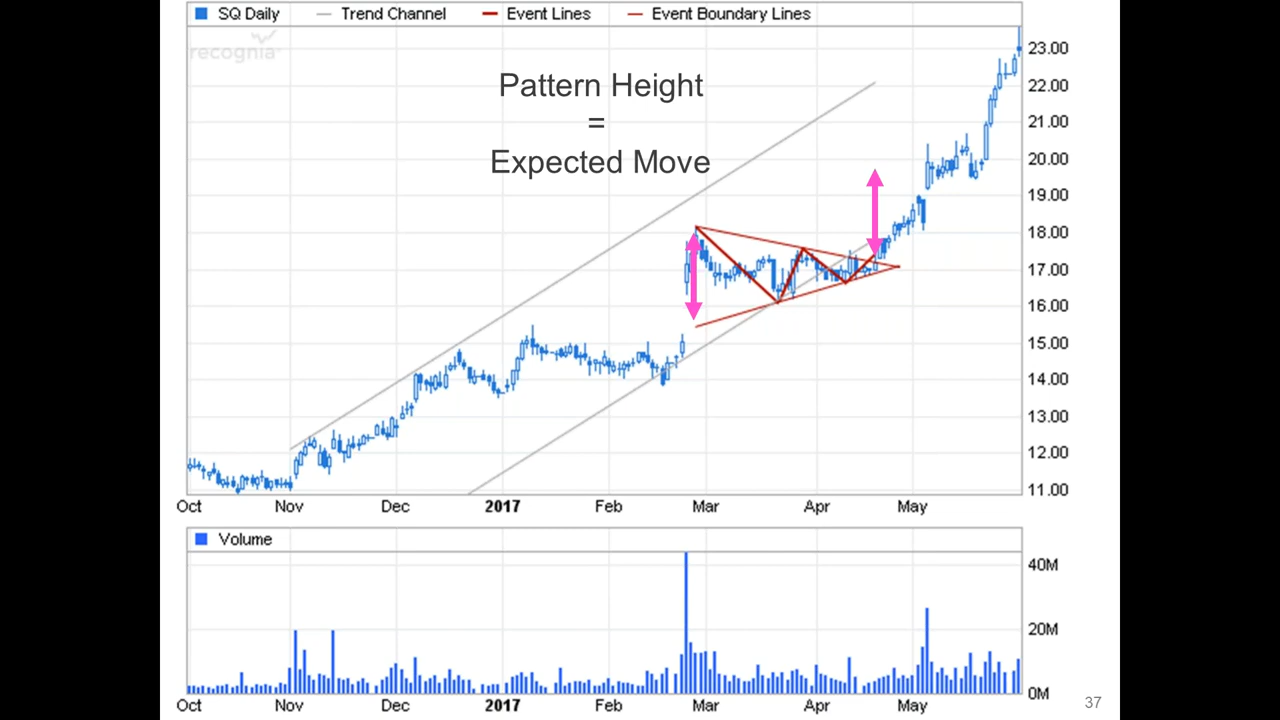 SQ Daily Trend Channel Event Lines Event Boundary Lines
recognia
Pattern Height
=
Expected Move
23.00
22.00
21.00
20.00
19.00
18.00
17.00
16.00
15.00
14.00
13.00
12.00
11.00
Oct Nov Dec 2017 Feb Mar Apr May
Volume
40M
20M
0M
Oct Nov Dec 2017 Feb Mar Apr May
37